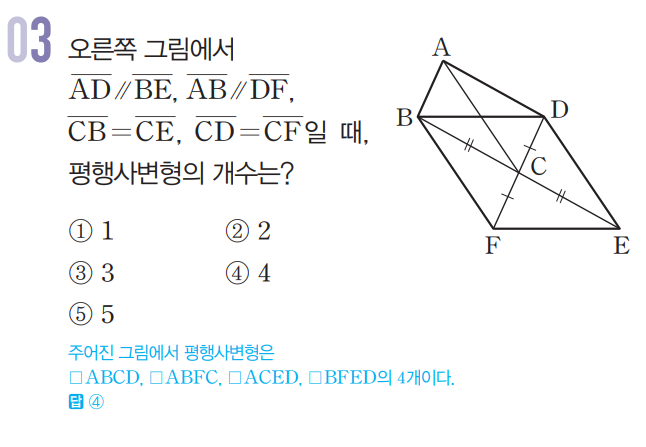 03 오른쪽 그림에서
AD∥BE, AB∥DF,
CB=CE, CD=CF일 때,
평행사변형의 개수는?
① 1 ② 2
③ 3 ④ 4
⑤ 5
주어진 그림에서 평행사변형은
□ABCD, □ABFC, □ACED, □BFED의 4개이다.
답 ④
A
B
D
C
F
E